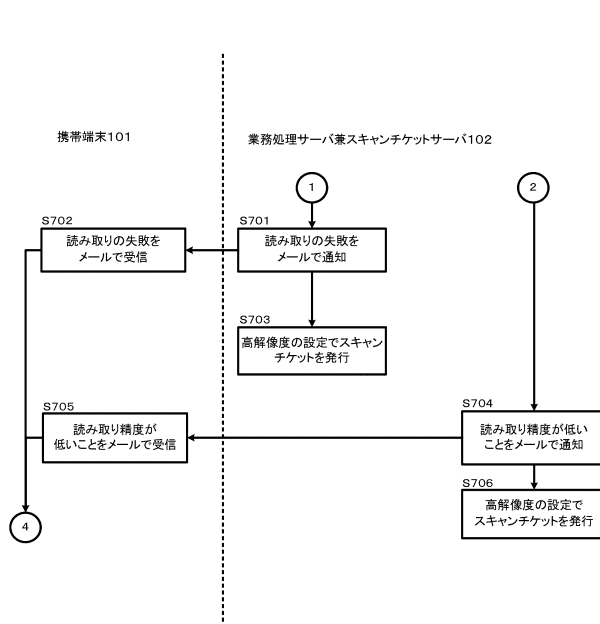 携帯端末101
業務処理サーバ兼スキャンチケットサーバ102
1
2
S702
S701
読み取りの失敗を
メールで受信
読み取りの失敗を
メールで通知
S703
高解像度の設定でスキャン
チケットを発行
S705
S704
読み取り精度が
低いことをメールで受信
読み取り精度が低い
ことをメールで通知
S706
高解像度の設定で
スキャンチケットを発行
4